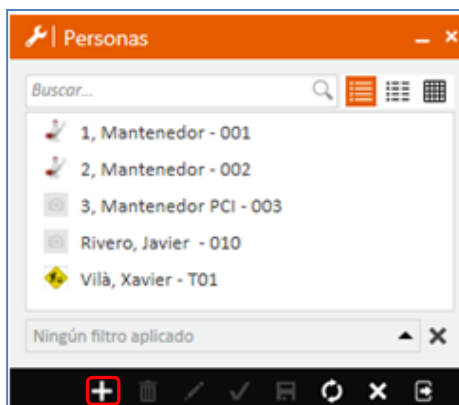 Personas
Buscar...
1, Mantenedor - 001
2, Mantenedor - 002
3, Mantenedor PCI - 003
Rivero, Javier - 010
Vilà, Xavier - T01
Ningún filtro aplicado